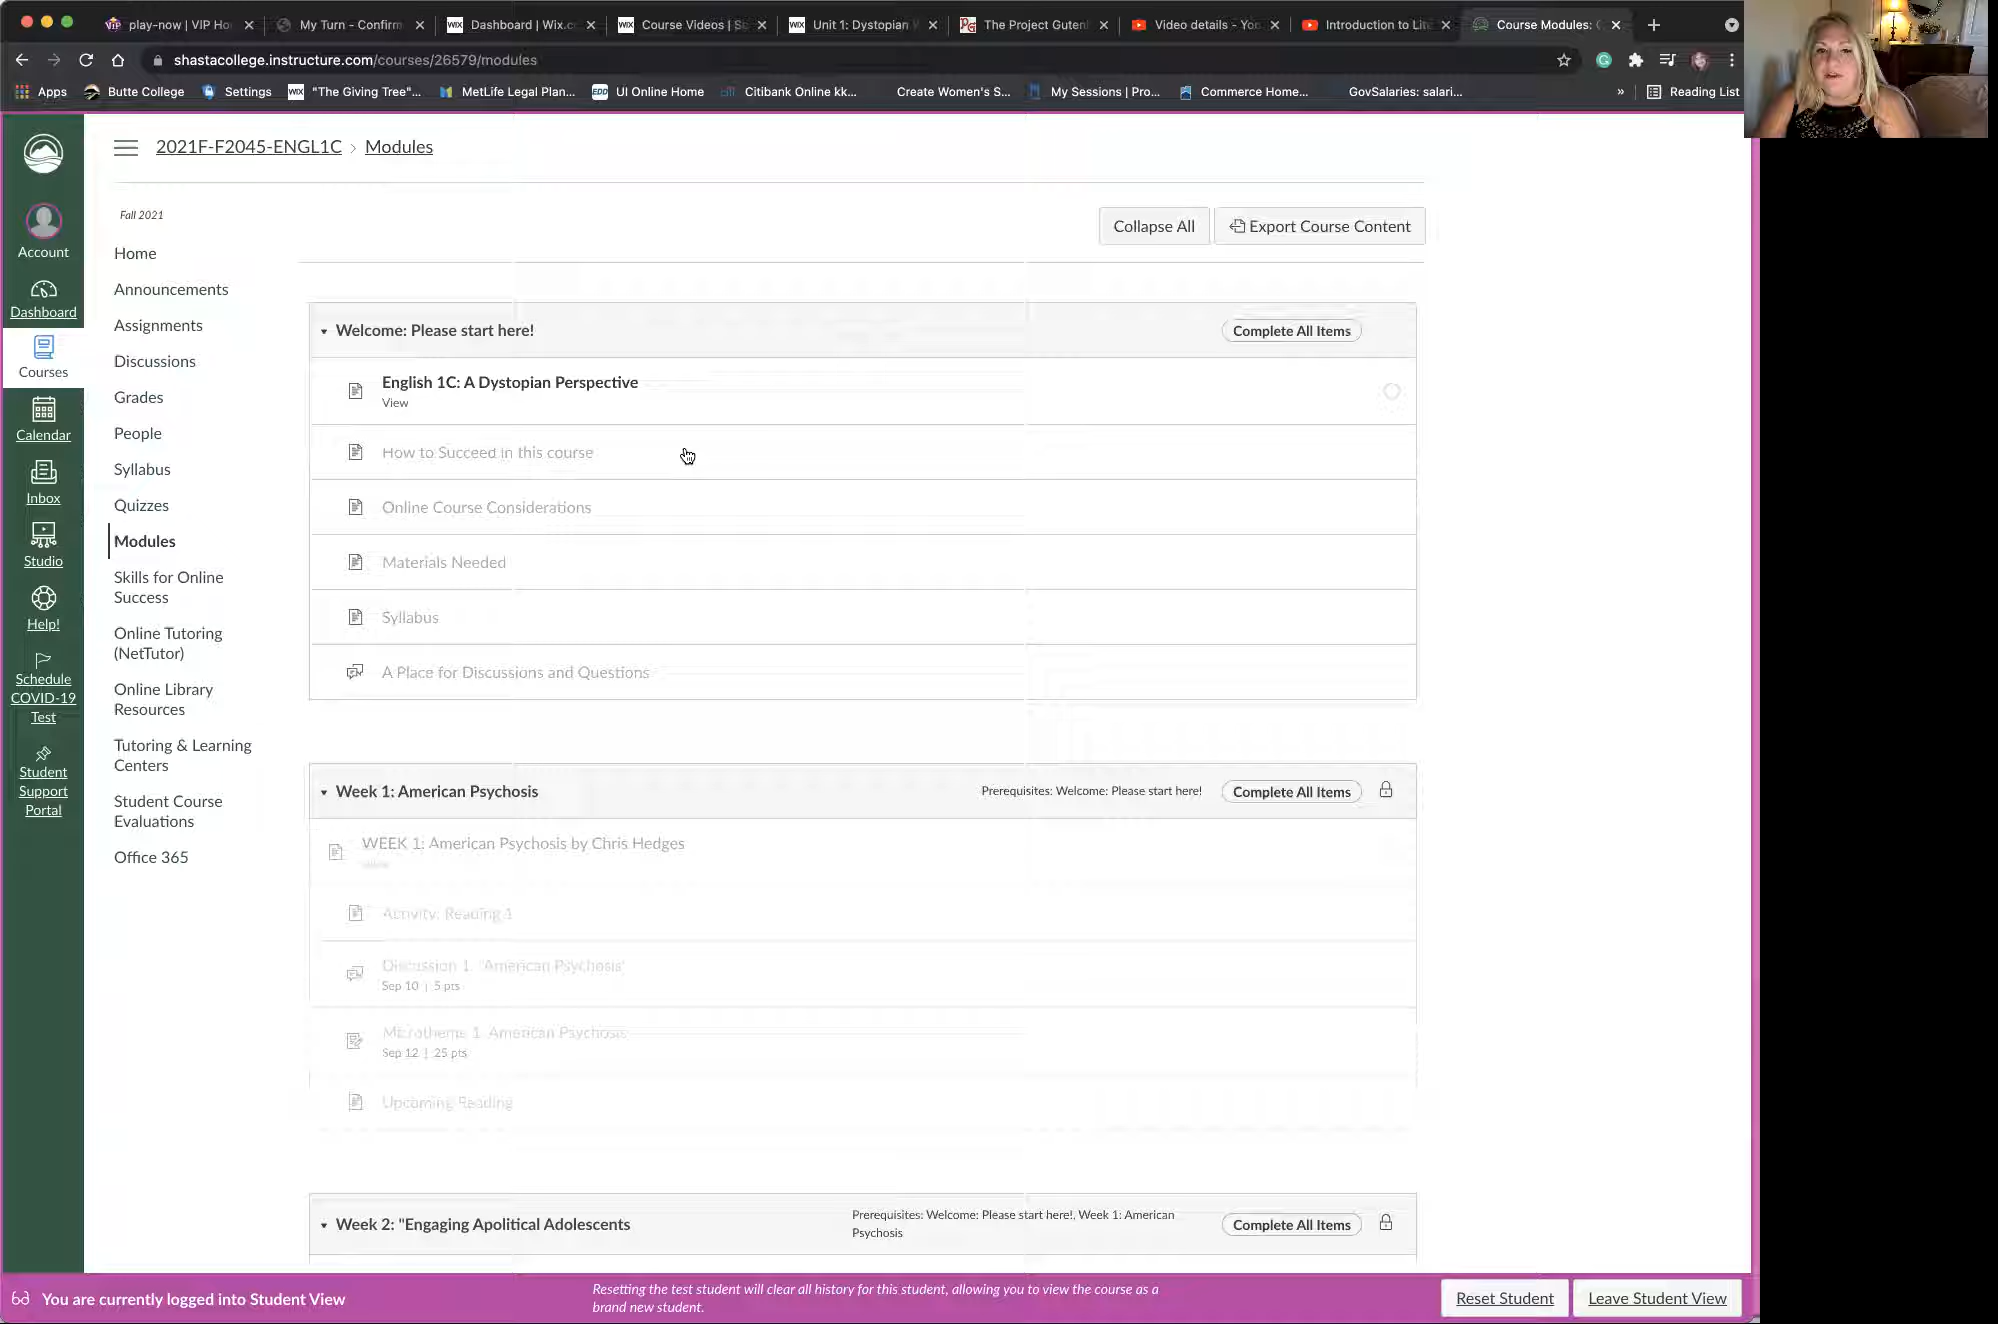 play-now | VIP Ho
My Turn - Confirm
Dashboard | Wix.c
Course Videos | S
Unit 1: Dystopian
The Project Guten
Video details - Yo
Introduction to Lit
Course Modules:
shastacollege.instructure.com/courses/26579/modules
Apps
Butte College
Settings
"The Giving Tree"...
MetLife Legal Plan...
UI Online Home
Citibank Online kk...
Create Women's S...
My Sessions | Pro...
Commerce Home...
GovSalaries: salari...
»
Reading List
2021F-F2045-ENGL1C > Modules
Fall 2021
Collapse All
Export Course Content
Account
Dashboard
Courses
Calendar
Inbox
Studio
Help!
Schedule
COVID-19
Test
Student
Support
Portal
Home
Announcements
Assignments
Discussions
Grades
People
Syllabus
Quizzes
Modules
Skills for Online
Success
Online Tutoring
(NetTutor)
Online Library
Resources
Tutoring & Learning
Centers
Student Course
Evaluations
Office 365
Welcome: Please start here!
Complete All Items
English 1C: A Dystopian Perspective
View
How to Succeed in this course
Online Course Considerations
Materials Needed
Syllabus
A Place for Discussions and Questions
Week 1: American Psychosis
Prerequisites: Welcome: Please start here!
Complete All Items
WEEK 1: American Psychosis by Chris Hedges
Activity: Reading 1
Discussion 1. "American Psychosis"
Sep 10 | 5 pts
Microtheme 1. American Psychosis
Sep 12 | 25 pts
Upcoming Reading
Week 2: "Engaging Apolitical Adolescents
Prerequisites: Welcome: Please start here!, Week 1: American
Psychosis
Complete All Items
You are currently logged into Student View
Resetting the test student will clear all history for this student, allowing you to view the course as a
brand new student.
Reset Student
Leave Student View